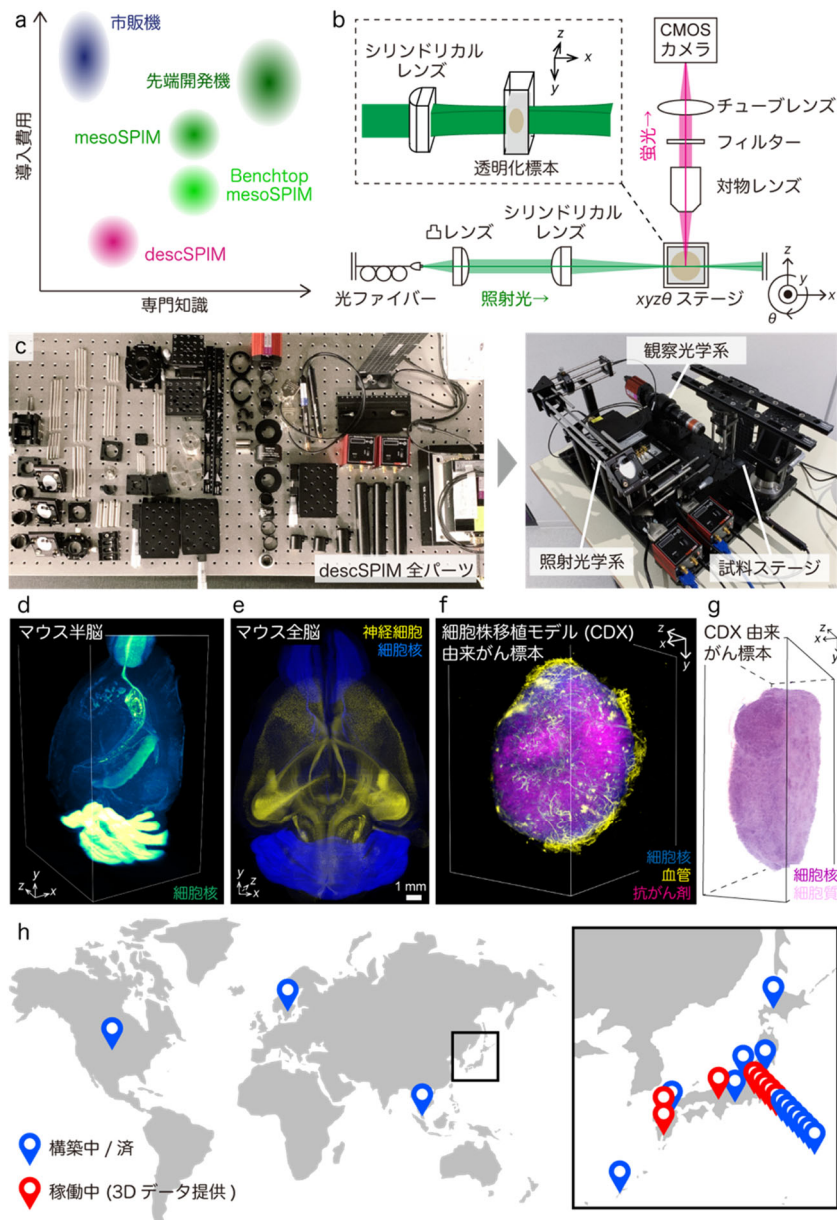 a
市販機
先端開発機
mesoSPIM
Benchtop
mesoSPIM
descSPIM
導入費用
専門知識
b
シリンドリカル
レンズ
z
x
y
透明化標本
CMOS
カメラ
チューブレンズ
蛍光→
フィルター
対物レンズ
凸レンズ
シリンドリカル
レンズ
光ファイバー
照射光→
xyzθ ステージ
z
y
x
θ
c
descSPIM 全パーツ
観察光学系
照射光学系
試料ステージ
d
マウス半脳
y
z
x
細胞核
e
マウス全脳
神経細胞
細胞核
y
z
x
1 mm
f
細胞株移植モデル (CDX)
由来がん標本
z
x
y
細胞核
血管
抗がん剤
g
CDX 由来
がん標本
z
x
y
細胞核
細胞質
h
構築中 / 済
稼働中 (3D データ提供 )